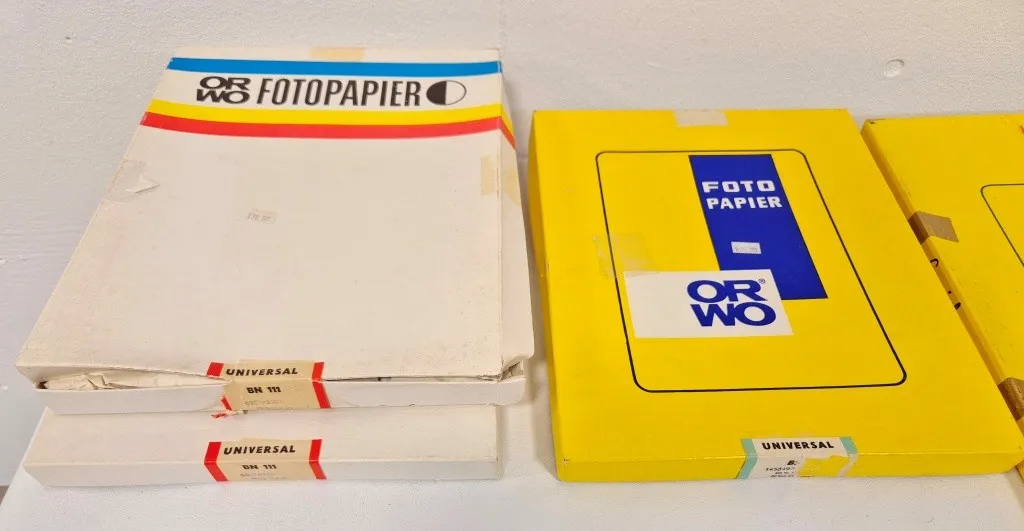 ORWO FOTOPAPIER
UNIVERSAL
BN 111
UNIVERSAL
BN 111
FOTO
PAPIER
ORWO®
UNIVERSAL